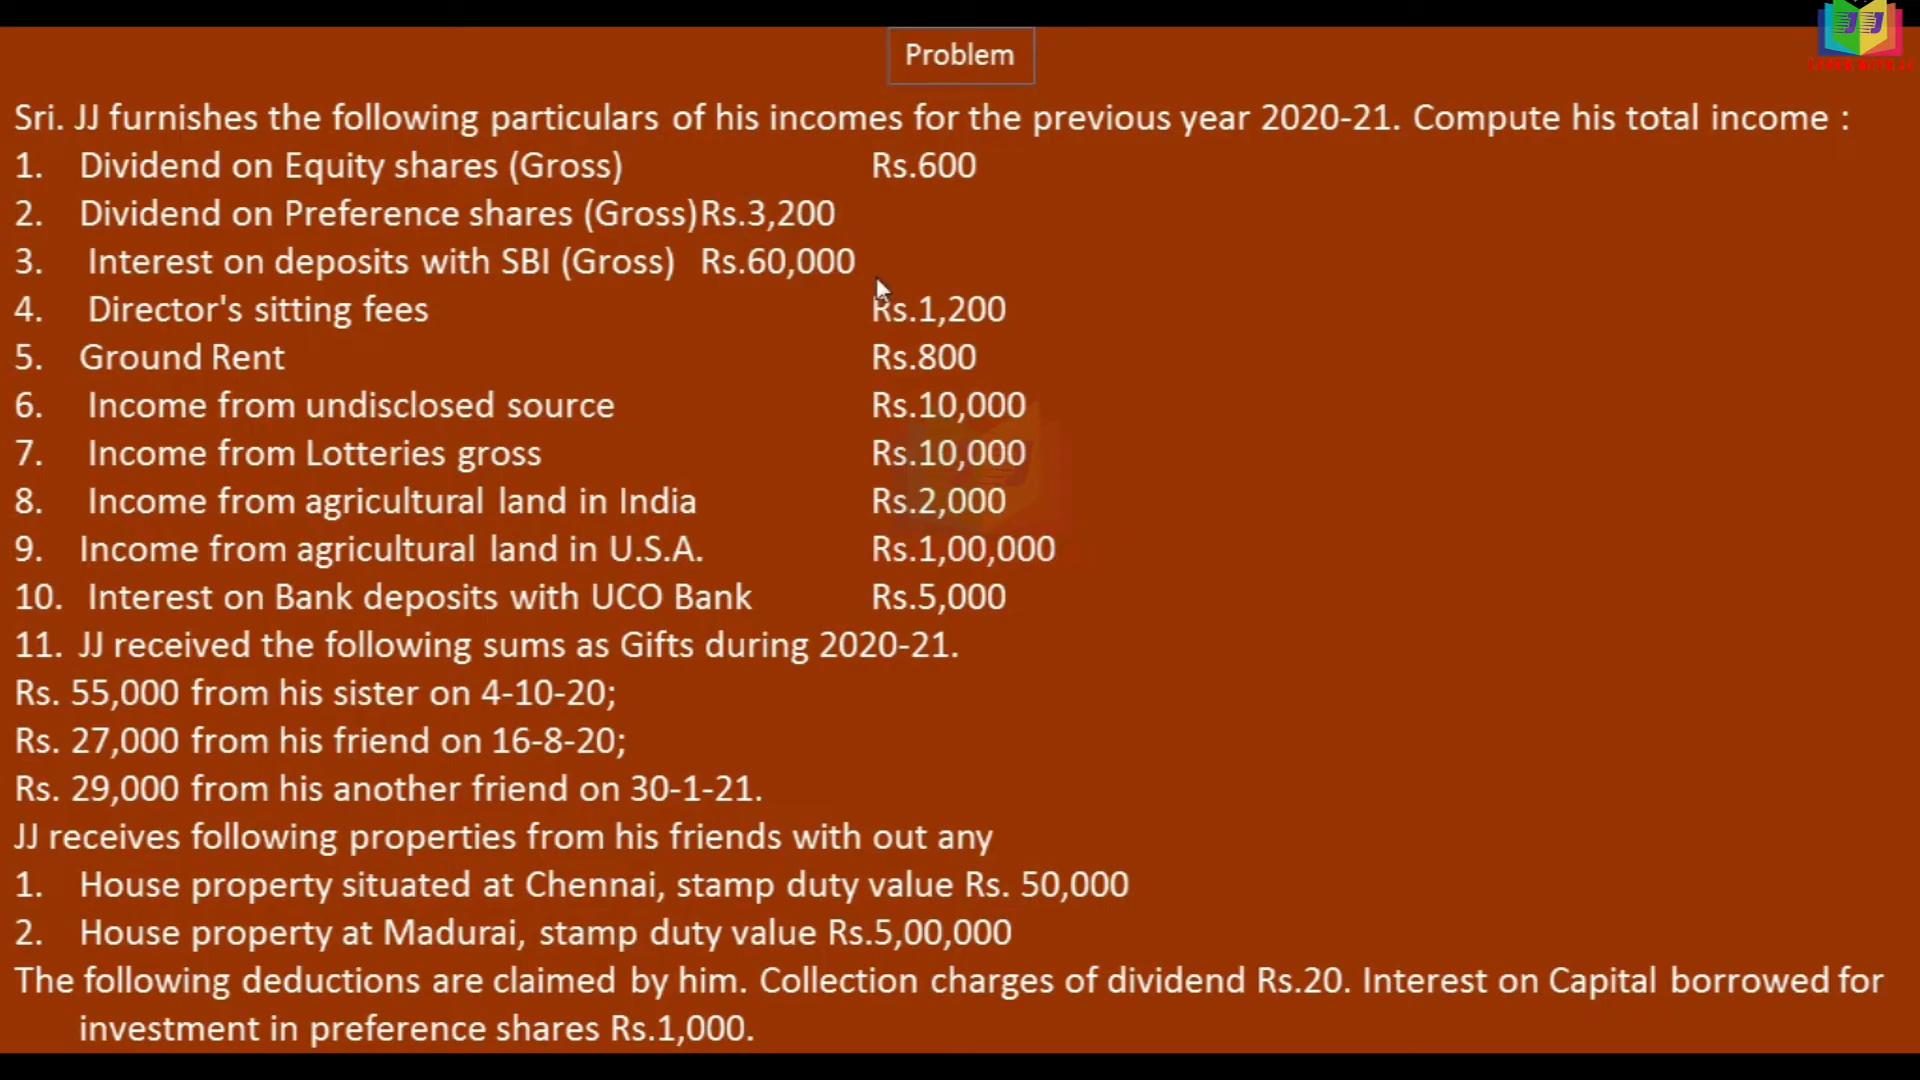 Problem
Sri. JJ furnishes the following particulars of his incomes for the previous year 2020-21. Compute his total income :
1. Dividend on Equity shares (Gross) Rs.600
2. Dividend on Preference shares (Gross) Rs.3,200
3. Interest on deposits with SBI (Gross) Rs.60,000
4. Director's sitting fees Rs.1,200
5. Ground Rent Rs.800
6. Income from undisclosed source Rs.10,000
7. Income from Lotteries gross Rs.10,000
8. Income from agricultural land in India Rs.2,000
9. Income from agricultural land in U.S.A. Rs.1,00,000
10. Interest on Bank deposits with UCO Bank Rs.5,000
11. JJ received the following sums as Gifts during 2020-21.
Rs. 55,000 from his sister on 4-10-20;
Rs. 27,000 from his friend on 16-8-20;
Rs. 29,000 from his another friend on 30-1-21.
JJ receives following properties from his friends with out any
1. House property situated at Chennai, stamp duty value Rs. 50,000
2. House property at Madurai, stamp duty value Rs.5,00,000
The following deductions are claimed by him. Collection charges of dividend Rs.20. Interest on Capital borrowed for
investment in preference shares Rs.1,000.